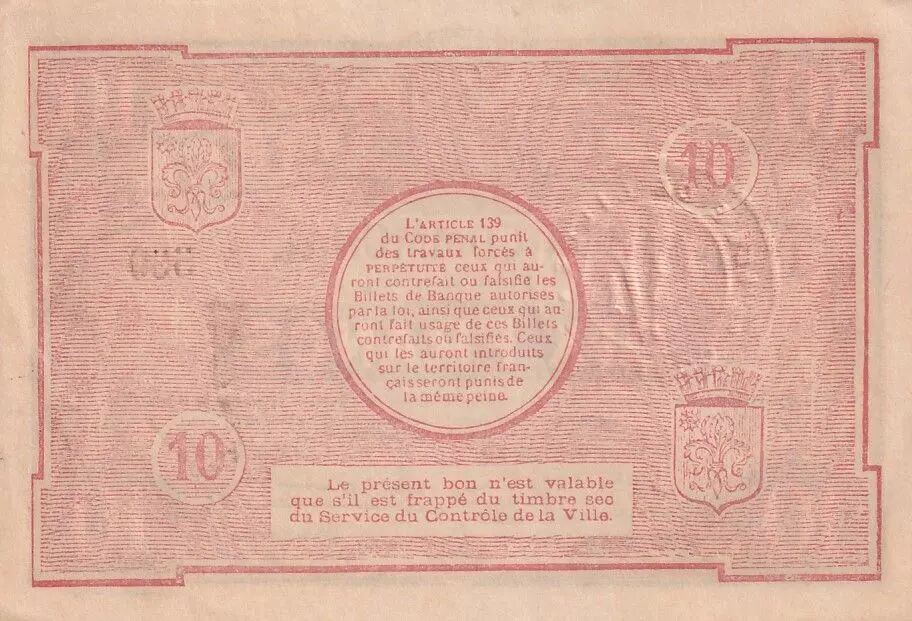 10
L'ARTICLE 139
du CODE PENAL punit
des travaux forcés à
PERPÉTUITÉ ceux qui au-
ront contrefait ou falsifié les
Billets de Banque autorisés
par la loi, ainsi que ceux qui au-
ront fait usage de ces Billets
contrefaits ou falsifiés. Ceux
qui les auront introduits
sur le territoire fran-
çais seront punis de
la même peine.
10
Le présent bon n'est valable
que s'il est frappé du timbre sec
du Service du Contrôle de la Ville.